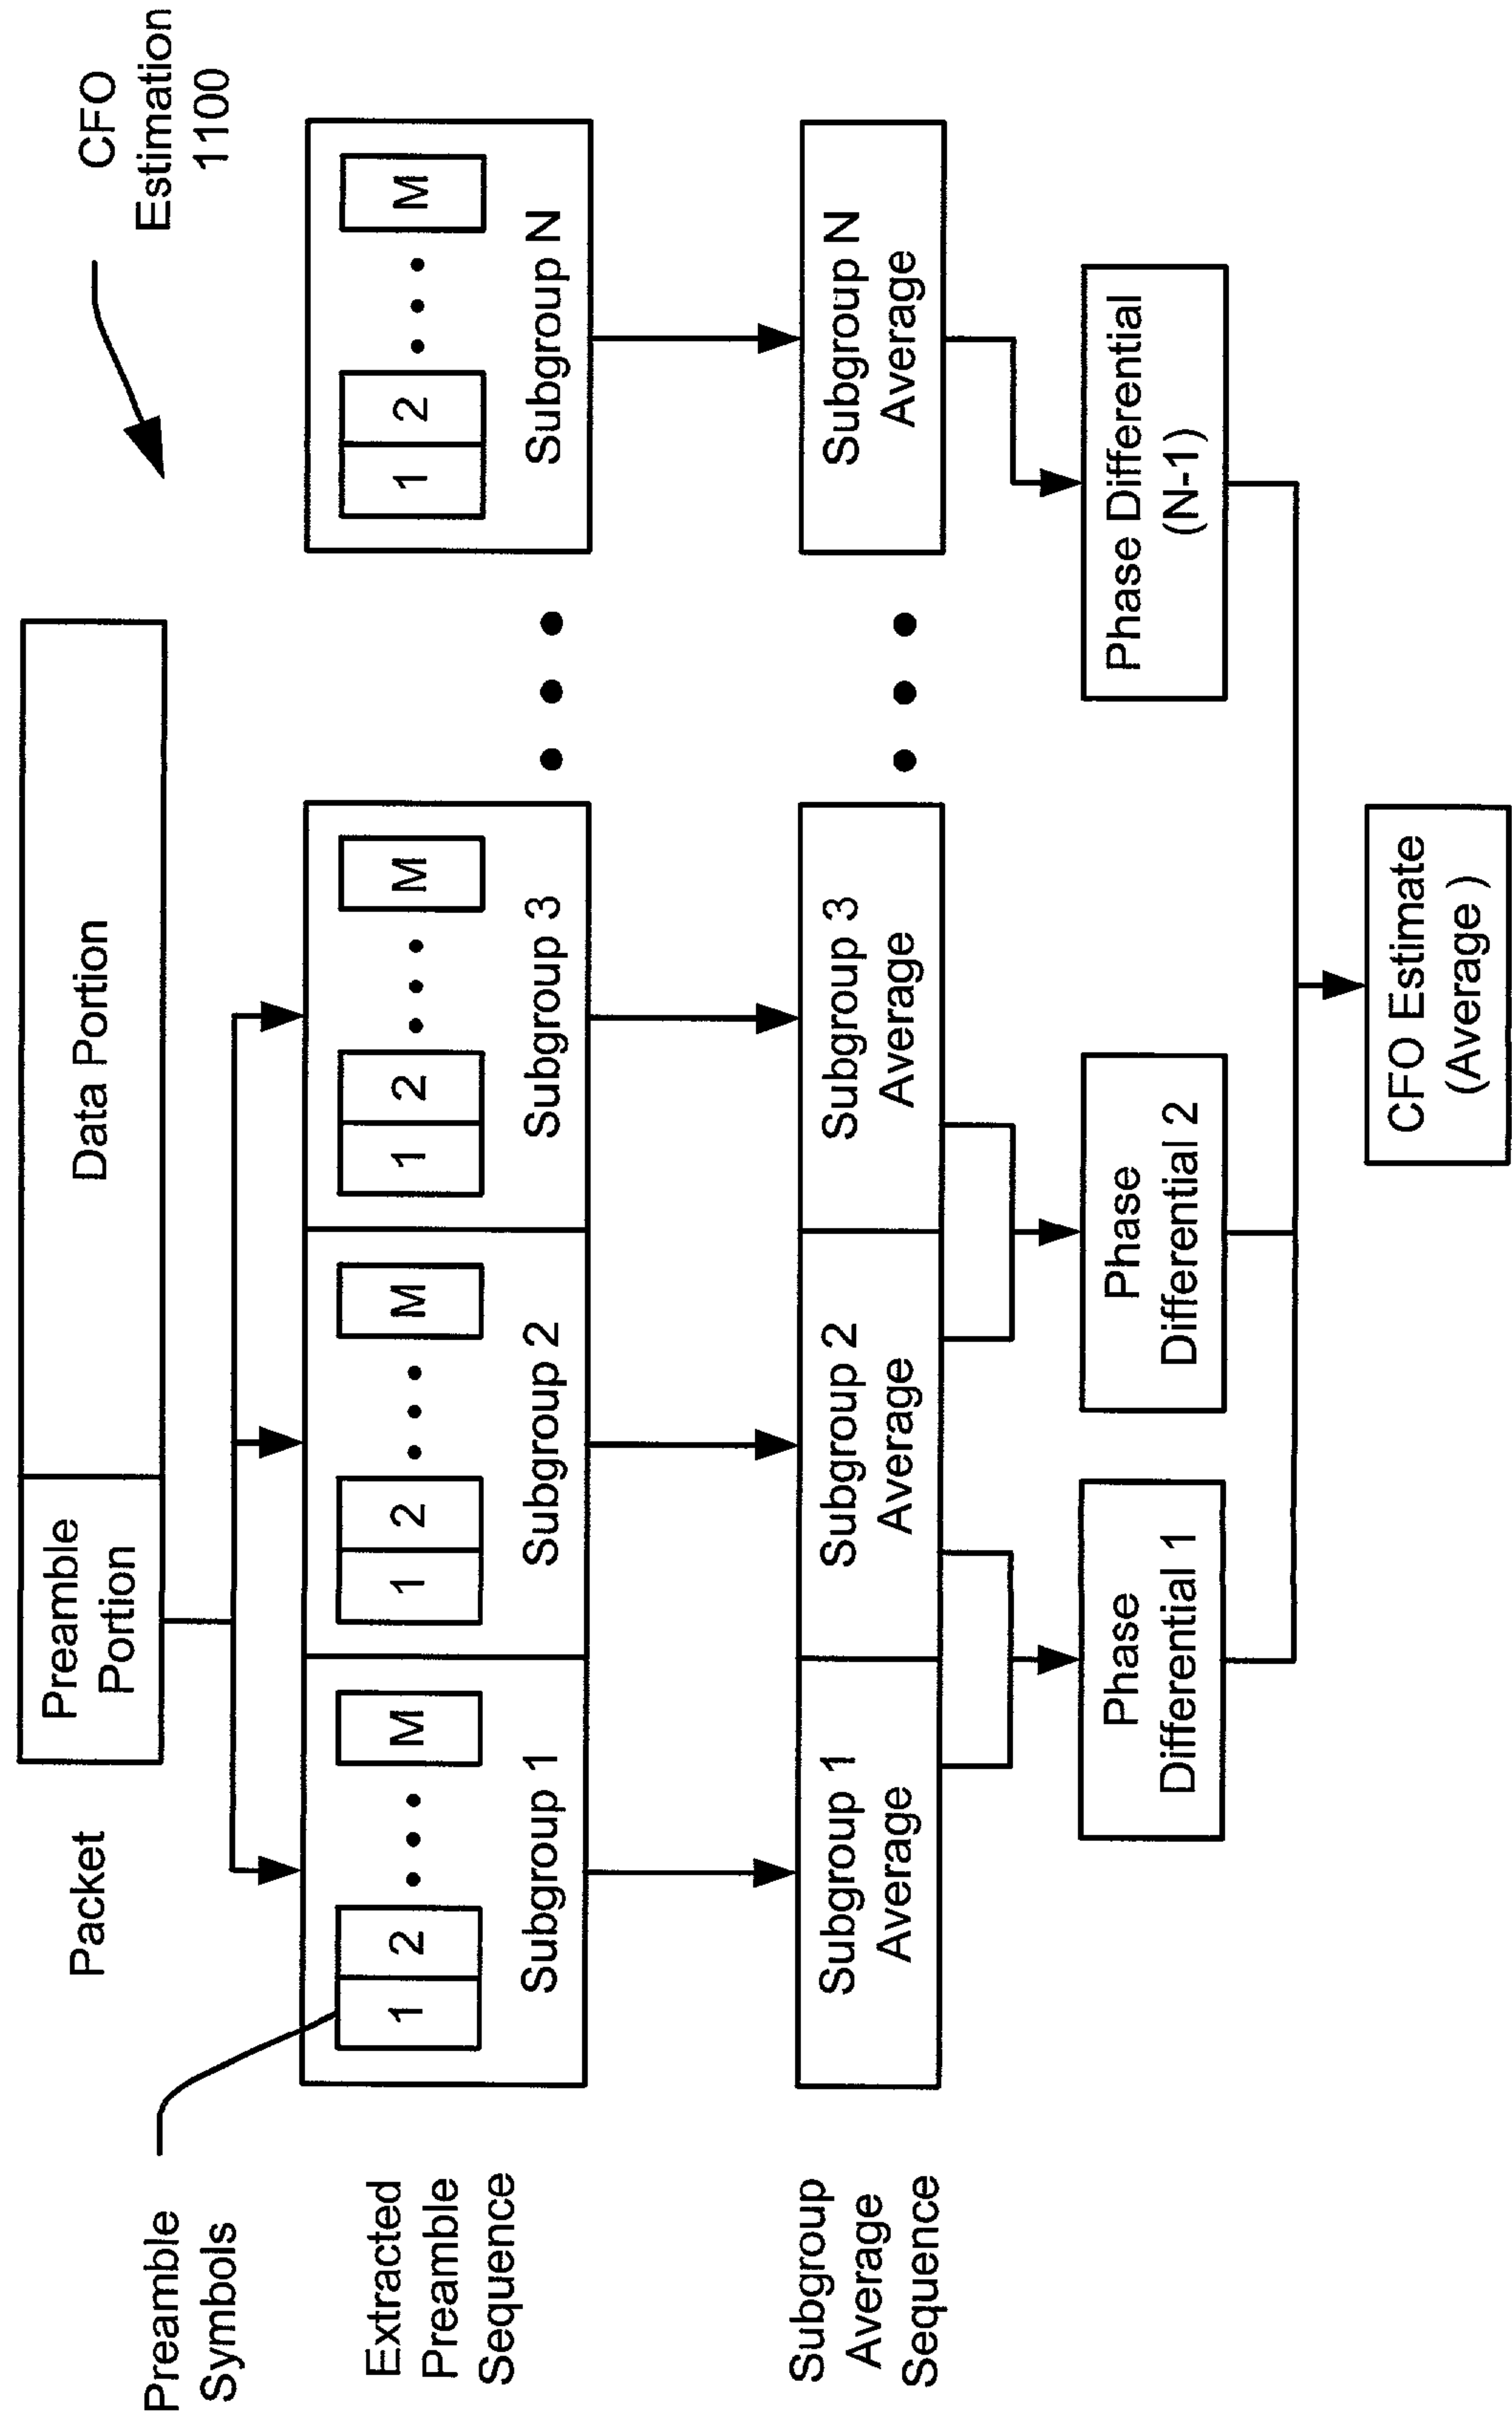 CFO
Estimation
1100
Packet
Preamble
Portion
Data Portion
Preamble
Symbols
Extracted
Preamble
Sequence
1 2 M
Subgroup 1
1 2 M
Subgroup 2
1 2 M
Subgroup 3
1 2 M
Subgroup N
Subgroup
Average
Sequence
Subgroup 1
Average
Subgroup 2
Average
Subgroup 3
Average
Subgroup N
Average
Phase
Differential 1
Phase
Differential 2
Phase Differential
(N-1)
CFO Estimate
(Average )